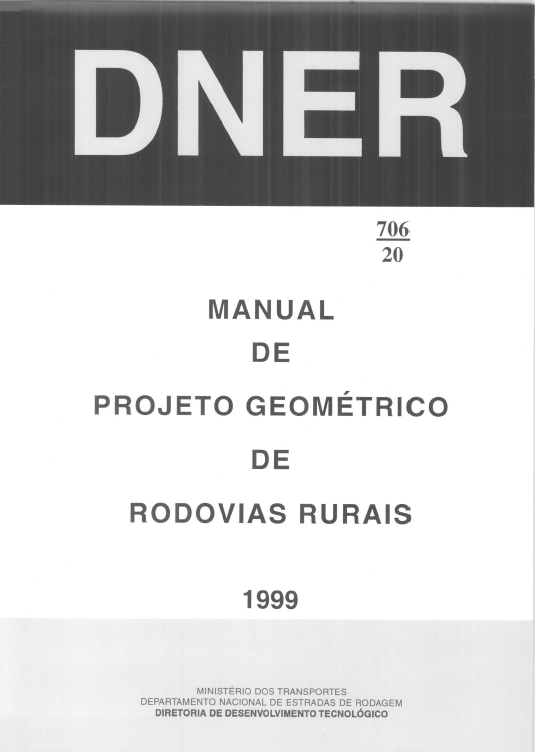 DNER
706
20
MANUAL
DE
PROJETO GEOMÉTRICO
DE
RODOVIAS RURAIS
1999
MINISTÉRIO DOS TRANSPORTES
DEPARTAMENTO NACIONAL DE ESTRADAS DE RODAGEM
DIRETORIA DE DESENVOLVIMENTO TECNOLÓGICO